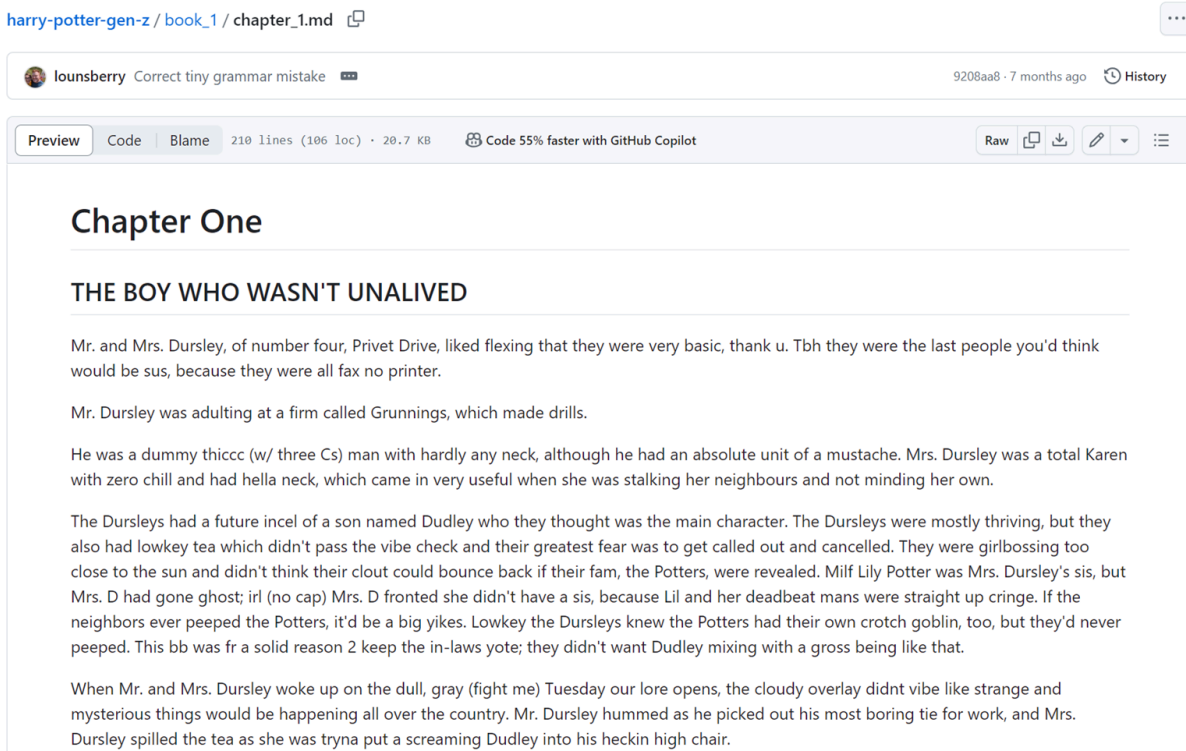 harry-potter-gen-z / book_1 / chapter_1.md
lounsberry Correct tiny grammar mistake
9208aa8 · 7 months ago History
Preview Code Blame 210 lines (106 loc) · 20.7 KB Code 55% faster with GitHub Copilot Raw
Chapter One
THE BOY WHO WASN'T UNALIVED
Mr. and Mrs. Dursley, of number four, Privet Drive, liked flexing that they were very basic, thank u. Tbh they were the last people you'd think
would be sus, because they were all fax no printer.
Mr. Dursley was adulting at a firm called Grunnings, which made drills.
He was a dummy thiccc (w/ three Cs) man with hardly any neck, although he had an absolute unit of a mustache. Mrs. Dursley was a total Karen
with zero chill and had hella neck, which came in very useful when she was stalking her neighbours and not minding her own.
The Dursleys had a future incel of a son named Dudley who they thought was the main character. The Dursleys were mostly thriving, but they
also had lowkey tea which didn't pass the vibe check and their greatest fear was to get called out and cancelled. They were girlbossing too
close to the sun and didn't think their clout could bounce back if their fam, the Potters, were revealed. Milf Lily Potter was Mrs. Dursley's sis, but
Mrs. D had gone ghost; irl (no cap) Mrs. D fronted she didn't have a sis, because Lil and her deadbeat mans were straight up cringe. If the
neighbors ever peeped the Potters, it'd be a big yikes. Lowkey the Dursleys knew the Potters had their own crotch goblin, too, but they'd never
peeped. This bb was fr a solid reason 2 keep the in-laws yote; they didn't want Dudley mixing with a gross being like that.
When Mr. and Mrs. Dursley woke up on the dull, gray (fight me) Tuesday our lore opens, the cloudy overlay didnt vibe like strange and
mysterious things would be happening all over the country. Mr. Dursley hummed as he picked out his most boring tie for work, and Mrs.
Dursley spilled the tea as she was tryna put a screaming Dudley into his heckin high chair.